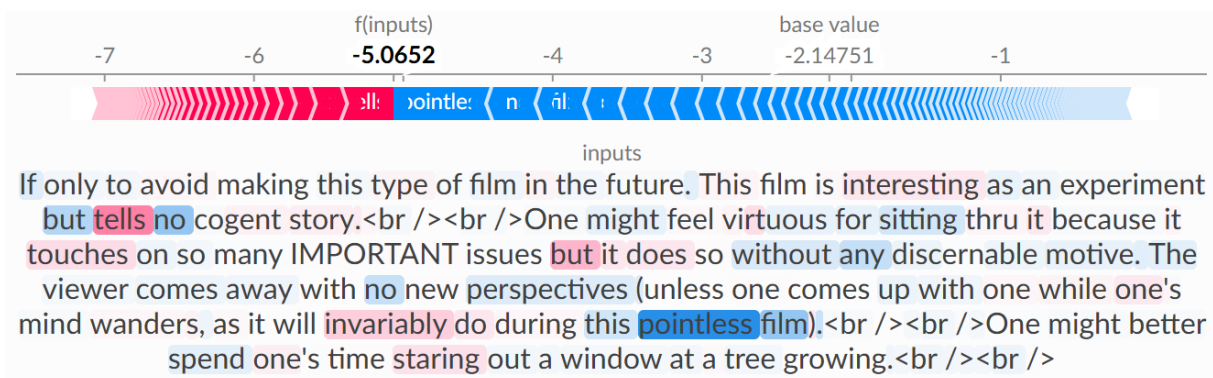 f(inputs) base value
-7 -6 -5.0652 -4 -3 -2.14751 -1
pointles
inputs
If only to avoid making this type of film in the future. This film is interesting as an experiment
but tells no cogent story.<br /><br />One might feel virtuous for sitting thru it because it
touches on so many IMPORTANT issues but it does so without any discernable motive. The
viewer comes away with no new perspectives (unless one comes up with one while one's
mind wanders, as it will invariably do during this pointless film).<br /><br />One might better
spend one's time staring out a window at a tree growing.<br /><br />